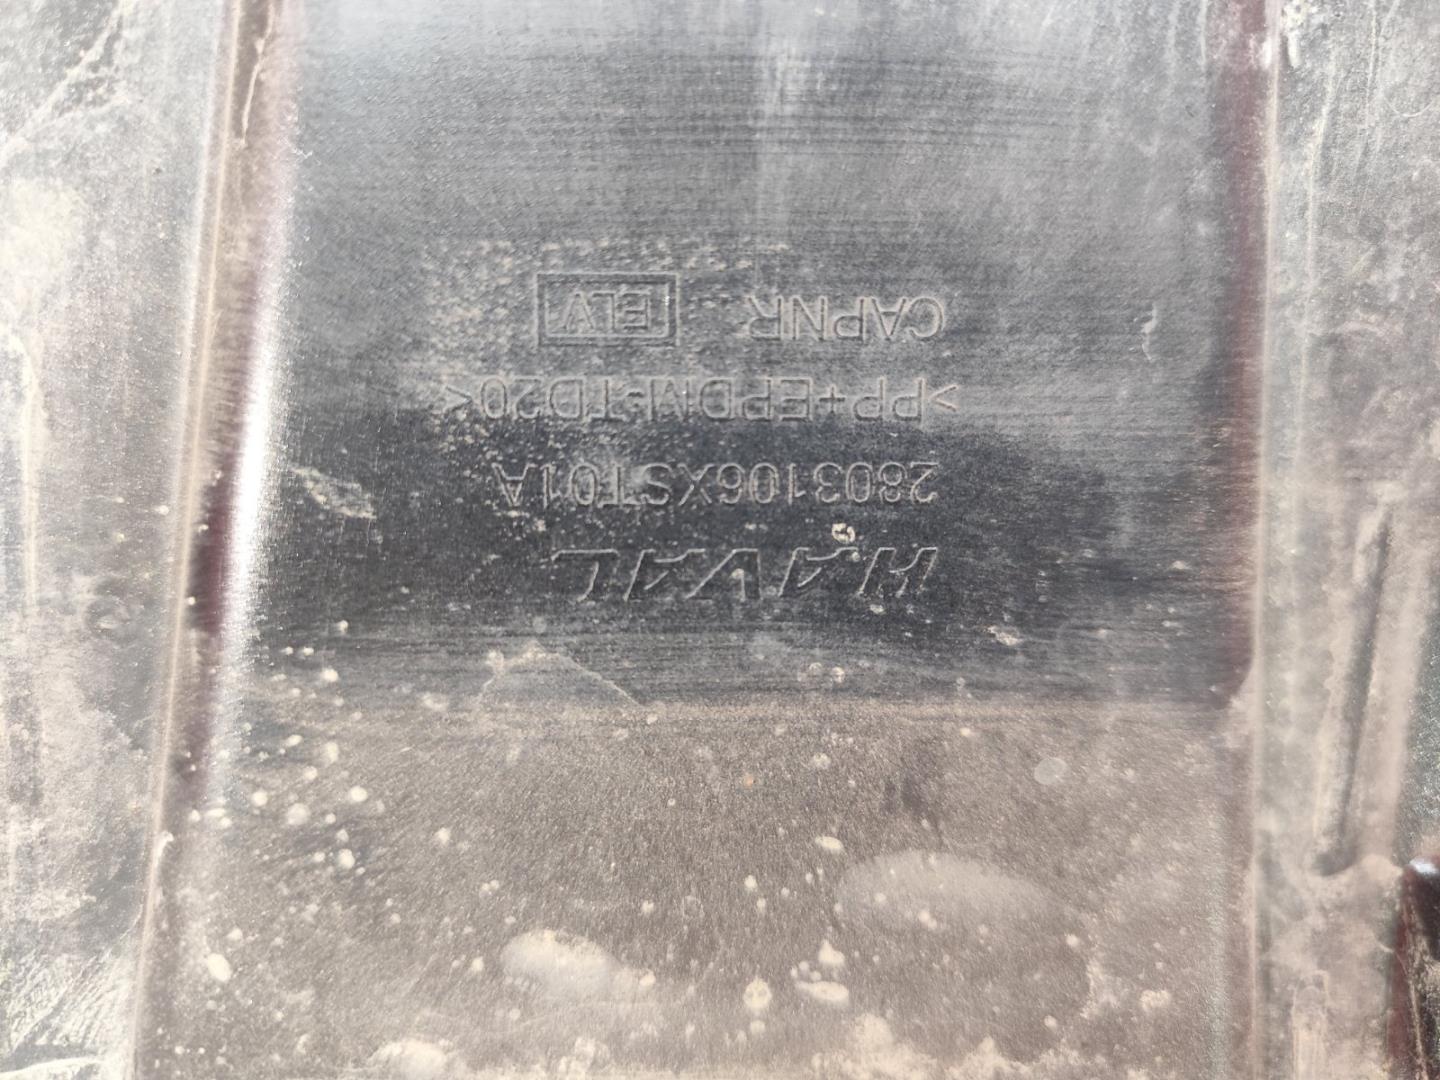 HAVAL
2803106XST01A
>PP+EPDM-TD20<
CAPNR ELV